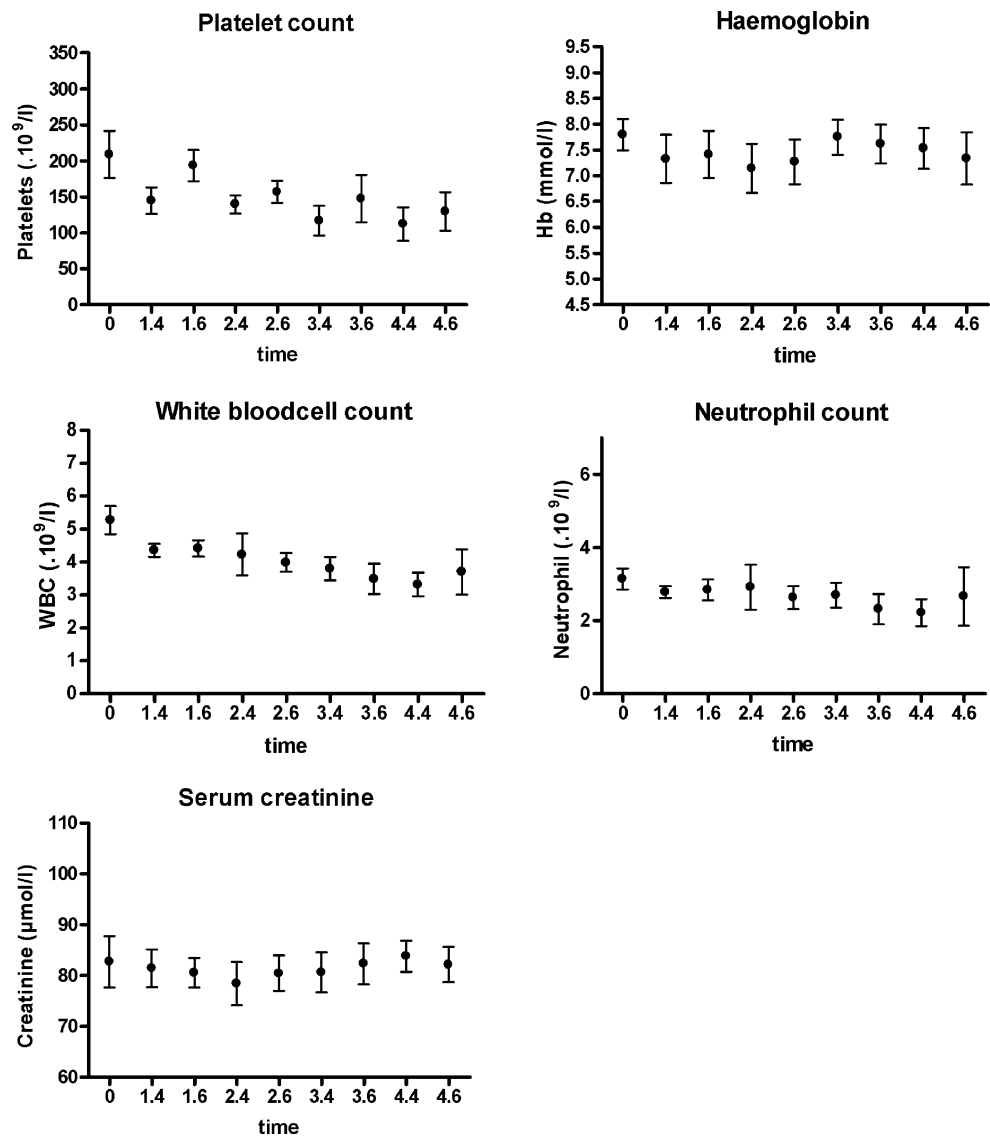 Platelet count
Platelets (.10^9/l)
350
300
250
200
150
100
50
0
0 1.4 1.6 2.4 2.6 3.4 3.6 4.4 4.6
time
Haemoglobin
Hb (mmol/l)
9.5
9.0
8.5
8.0
7.5
7.0
6.5
6.0
5.5
5.0
4.5
0 1.4 1.6 2.4 2.6 3.4 3.6 4.4 4.6
time
White bloodcell count
WBC (.10^9/l)
8
7
6
5
4
3
2
1
0
0 1.4 1.6 2.4 2.6 3.4 3.6 4.4 4.6
time
Neutrophil count
Neutrophil (.10^9/l)
6
4
2
0
0 1.4 1.6 2.4 2.6 3.4 3.6 4.4 4.6
time
Serum creatinine
Creatinine (µmol/l)
110
100
90
80
70
60
0 1.4 1.6 2.4 2.6 3.4 3.6 4.4 4.6
time